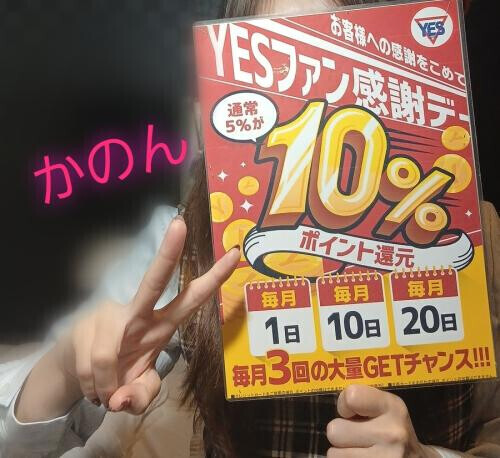 お客様への感謝をこめて
YES
YESファン感謝デー
通常
5%が
10%
ポイント還元
かのん
毎月
1日
毎月
10日
毎月
20日
毎月3回の大量GETチャンス!!!